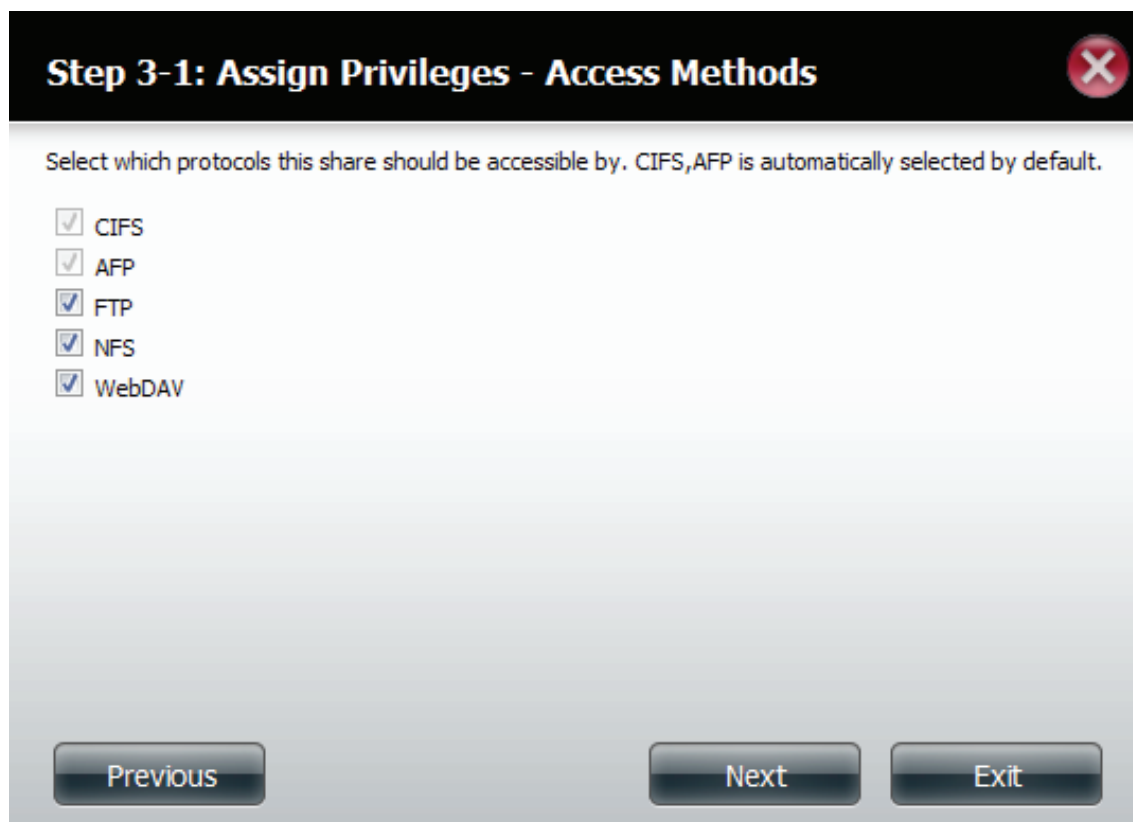 Step 3-1: Assign Privileges - Access Methods
Select which protocols this share should be accessible by. CIFS,AFP is automatically selected by default.
CIFS
AFP
FTP
NFS
WebDAV
Previous
Next
Exit